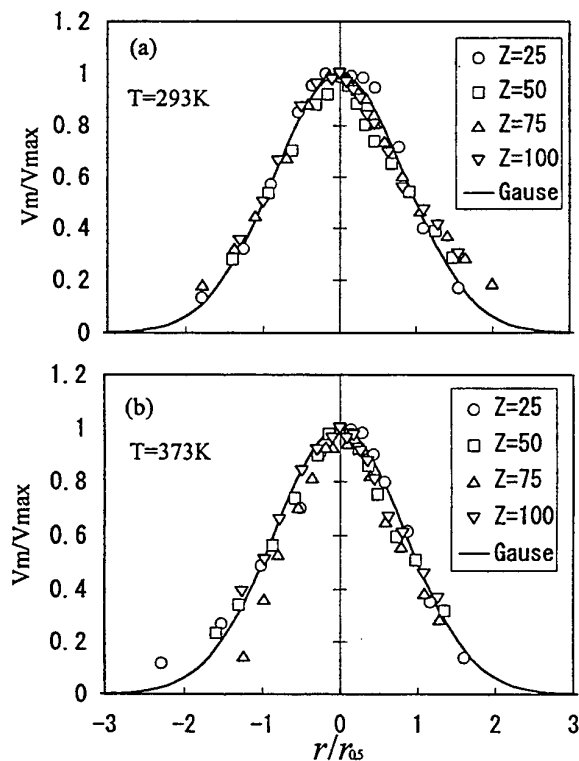 1.2
(a)
T=293K
1
0.8
0.6
0.4
0.2
0
Vm/Vmax
○ Z=25
□ Z=50
△ Z=75
▽ Z=100
— Gause
1.2
(b)
T=373K
1
0.8
0.6
0.4
0.2
0
Vm/Vmax
○ Z=25
□ Z=50
△ Z=75
▽ Z=100
— Gause
-3 -2 -1 0 1 2 3
r/r0.5